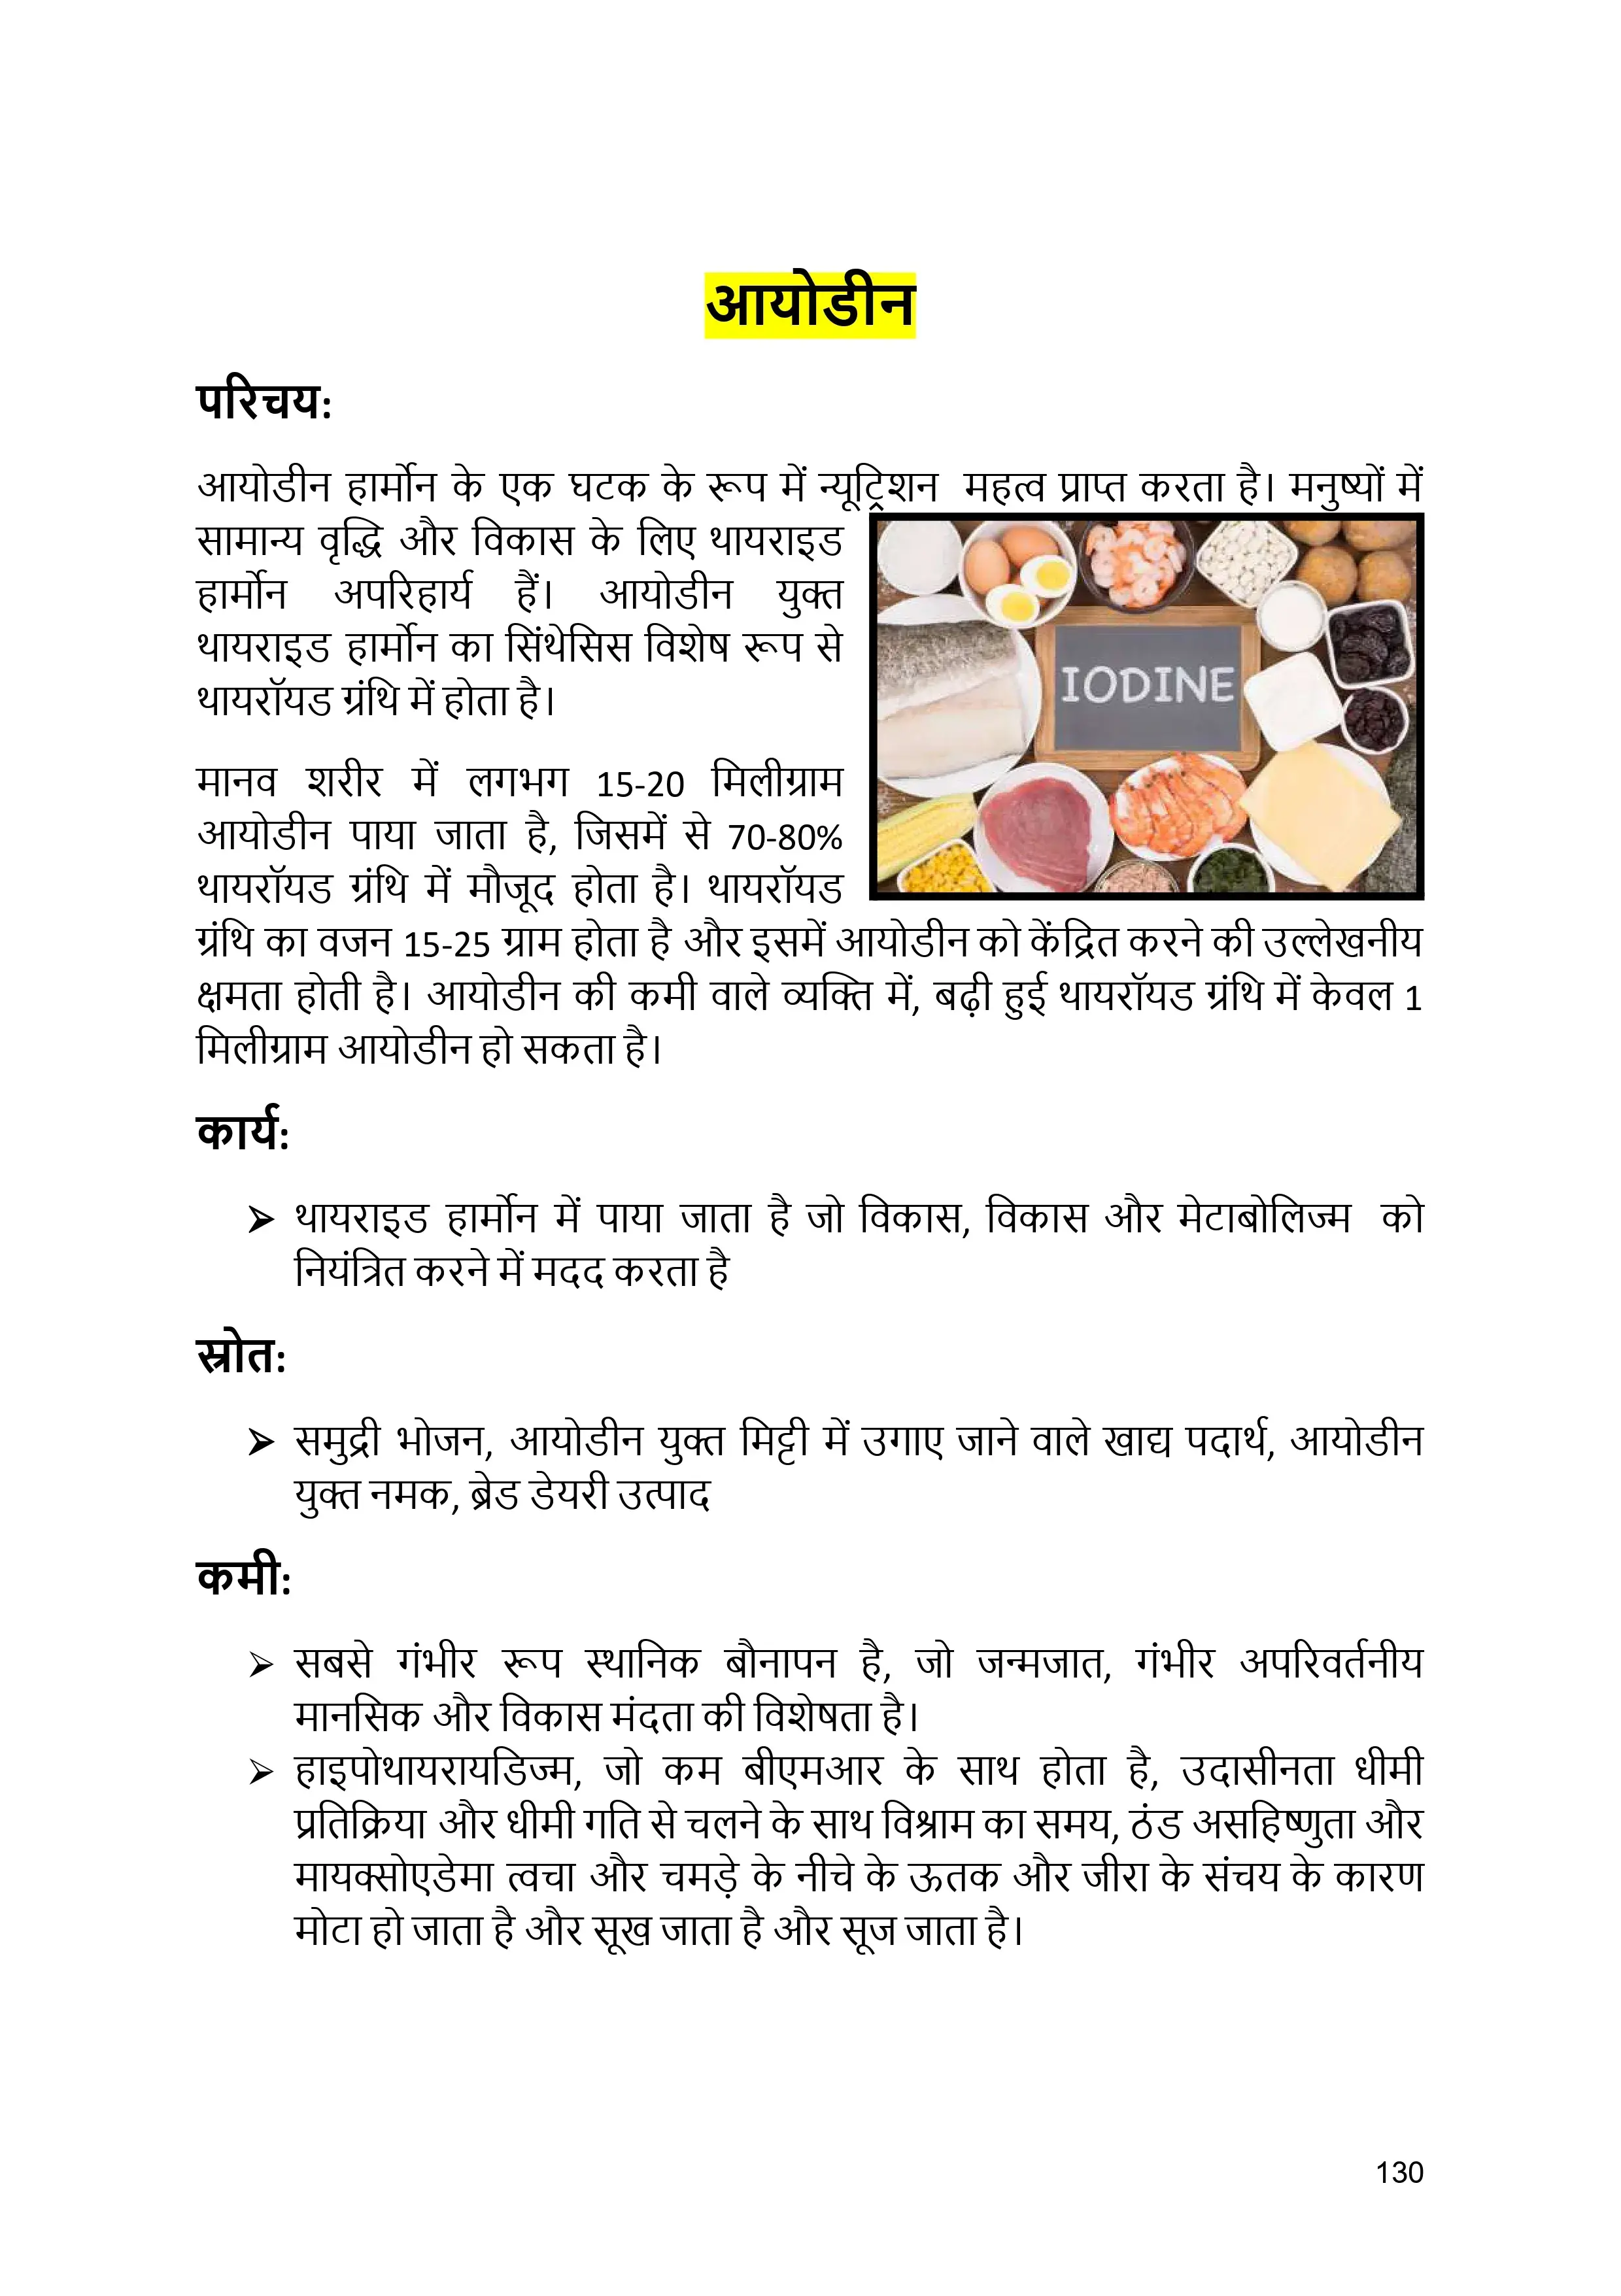 आयोडीन
परिचय:
आयोडीन हार्मोन के एक घटक के रूप में न्यूट्रिशन महत्व प्राप्त करता है। मनुष्यों में
सामान्य वृद्धि और विकास के लिए थायराइड
हार्मोन अपरिहार्य हैं। आयोडीन युक्त
थायराइड हार्मोन का सिंथेसिस विशेष रूप से
थायरॉयड ग्रंथि में होता है।
IODINE
मानव शरीर में लगभग 15-20 मिलीग्राम
आयोडीन पाया जाता है, जिसमें से 70-80%
थायरॉयड ग्रंथि में मौजूद होता है। थायरॉयड
ग्रंथि का वजन 15-25 ग्राम होता है और इसमें आयोडीन को केंद्रित करने की उल्लेखनीय
क्षमता होती है। आयोडीन की कमी वाले व्यक्ति में, बढ़ी हुई थायरॉयड ग्रंथि में केवल 1
मिलीग्राम आयोडीन हो सकता है।
कार्य:
➢ थायराइड हार्मोन में पाया जाता है जो विकास, विकास और मेटाबोलिज्म को
नियंत्रित करने में मदद करता है
स्रोत:
➢ समुद्री भोजन, आयोडीन युक्त मिट्टी में उगाए जाने वाले खाद्य पदार्थ, आयोडीन
युक्त नमक, ब्रेड डेयरी उत्पाद
कमी:
➢ सबसे गंभीर रूप स्थानिक बौनापन है, जो जन्मजात, गंभीर अपरिवर्तनीय
मानसिक और विकास मंदता की विशेषता है।
➢ हाइपोथायरायडिज्म, जो कम बीएमआर के साथ होता है, उदासीनता धीमी
प्रतिक्रिया और धीमी गति से चलने के साथ विश्राम का समय, ठंड असहिष्णुता और
मायक्सोएडेमा त्वचा और चमड़े के नीचे के ऊतक और जीरा के संचय के कारण
मोटा हो जाता है और सूख जाता है और सूज जाता है।
130